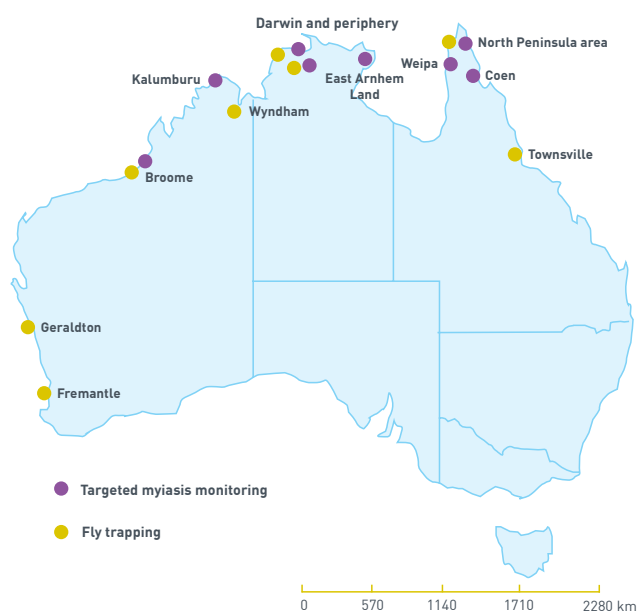 Darwin and periphery
North Peninsula area
Weipa
Coen
Kalumburu
East Arnhem
Land
Wyndham
Townsville
Broome
Geraldton
Fremantle
Targeted myiasis monitoring
Fly trapping
0 570 1140 1710 2280 km